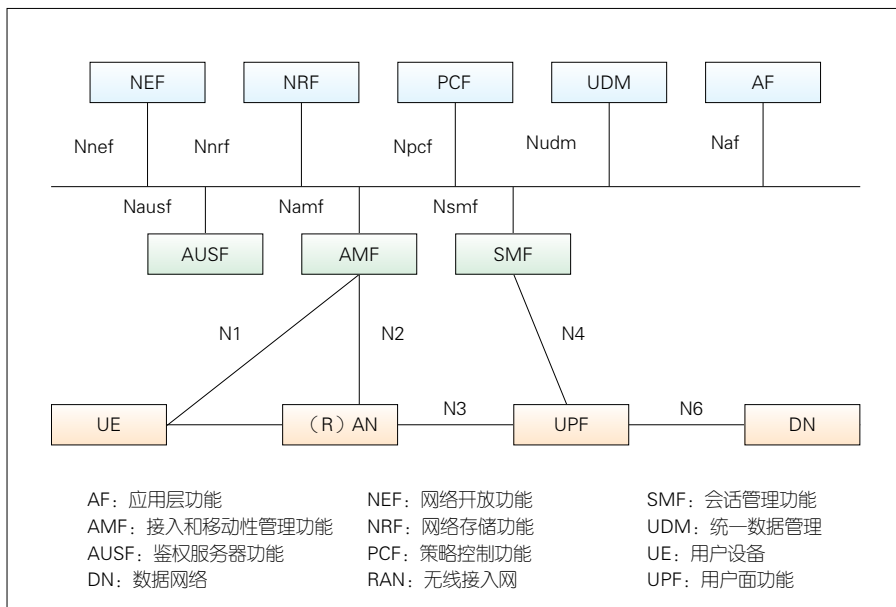 NEF NRF PCF UDM AF
Nnef Nnrf Npcf Nudm Naf
Nausf Namf Nsmf
AUSF AMF SMF
N1 N2 N4
UE （R）AN N3 UPF N6 DN
AF：应用层功能 NEF：网络开放功能 SMF：会话管理功能
AMF：接入和移动性管理功能 NRF：网络存储功能 UDM：统一数据管理
AUSF：鉴权服务器功能 PCF：策略控制功能 UE：用户设备
DN：数据网络 RAN：无线接入网 UPF：用户面功能